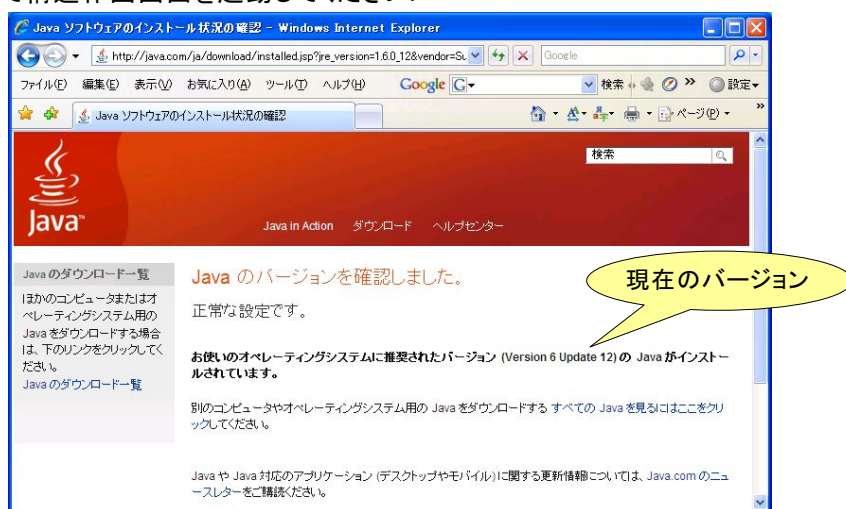 Java ソフトウェアのインストール状況の確認 - Windows Internet Explorer
http://java.com/ja/download/installed.jsp?jre_version=1.6.0_12&vendor=Su
Google
ファイル(F) 編集(E) 表示(V) お気に入り(A) ツール(T) ヘルプ(H) Google G 検索 » 設定
Java ソフトウェアのインストール状況の確認 ページ(P) »
検索
Java™
Java in Action ダウンロード ヘルプセンター
Java のダウンロード一覧
ほかのコンピュータまたはオ
ペレーティングシステム用の
Java をダウンロードする場合
は、下のリンクをクリックしてく
ださい。
Java のダウンロード一覧
Java のバージョンを確認しました。
現在のバージョン
正常な設定です。
お使いのオペレーティングシステムに推奨されたバージョン (Version 6 Update 12) の Java がインストー
ルされています。
別のコンピュータやオペレーティングシステム用の Java をダウンロードする すべての Java を見るにはここをクリ
ックしてください。
Java や Java 対応のアプリケーション (デスクトップやモバイル) に関する更新情報については、Java.com のニュ
ースレターをご購読ください。